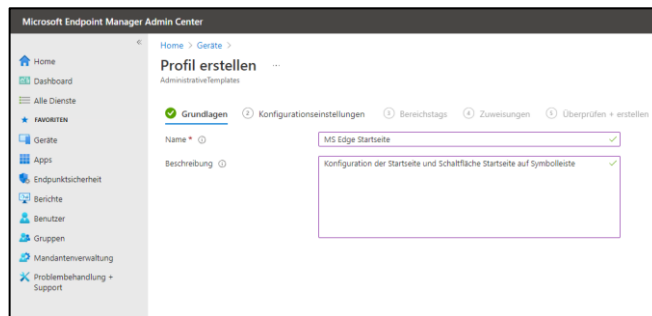 Microsoft Endpoint Manager Admin Center
«
Home > Geräte >
Profil erstellen ...
AdministrativeTemplates
Home
Dashboard
Alle Dienste
FAVORITEN
Geräte
Apps
Endpunktsicherheit
Berichte
Benutzer
Gruppen
Mandantenverwaltung
Problembehandlung +
Support
Grundlagen 2 Konfigurationseinstellungen 3 Bereichstags 4 Zuweisungen 5 Überprüfen + erstellen
Name * MS Edge Startseite
Beschreibung Konfiguration der Startseite und Schaltfläche Startseite auf Symbolleiste